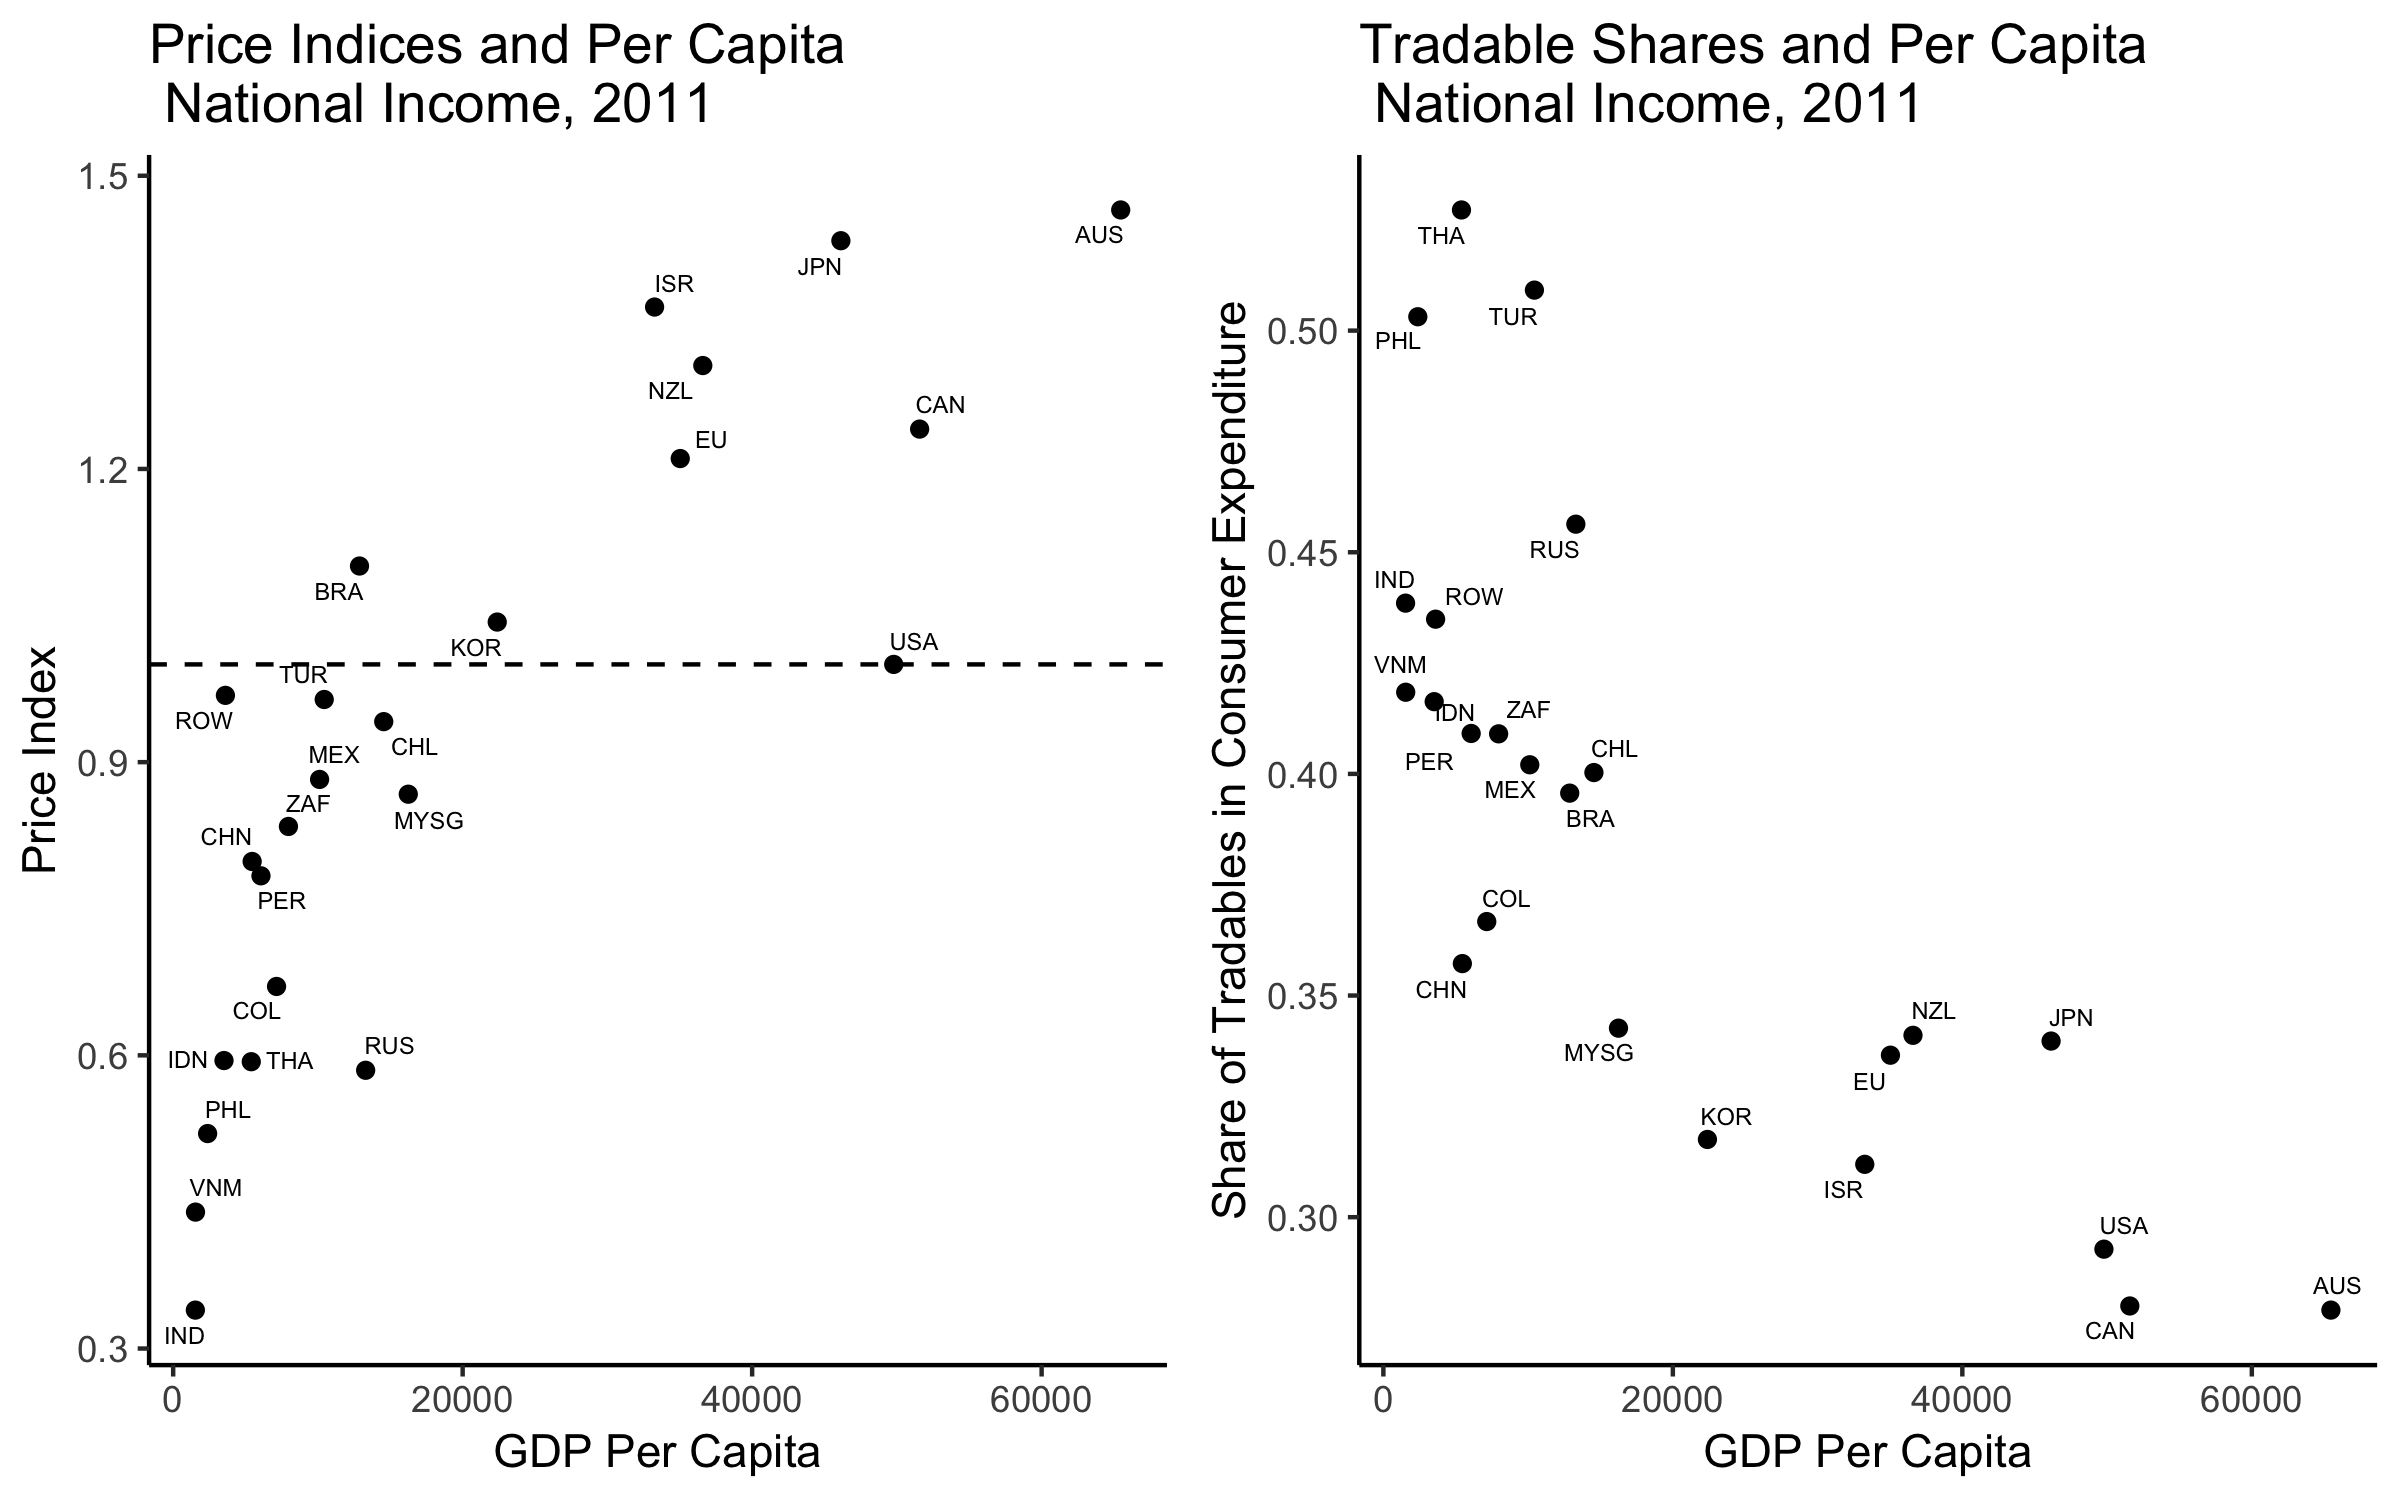 Price Indices and Per Capita
National Income, 2011
Price Index
1.5
1.2
0.9
0.6
0.3
AUS
JPN
ISR
NZL
CAN
EU
BRA
KOR
USA
TUR
ROW
CHL
MEX
ZAF
MYSG
CHN
PER
COL
RUS
IDN
THA
PHL
VNM
IND
0
20000
40000
60000
GDP Per Capita
Tradable Shares and Per Capita
National Income, 2011
Share of Tradables in Consumer Expenditure
0.50
0.45
0.40
0.35
0.30
THA
TUR
PHL
RUS
IND
ROW
VNM
IDN
ZAF
PER
CHL
MEX
BRA
COL
CHN
NZL
JPN
MYSG
EU
KOR
ISR
USA
AUS
CAN
0
20000
40000
60000
GDP Per Capita